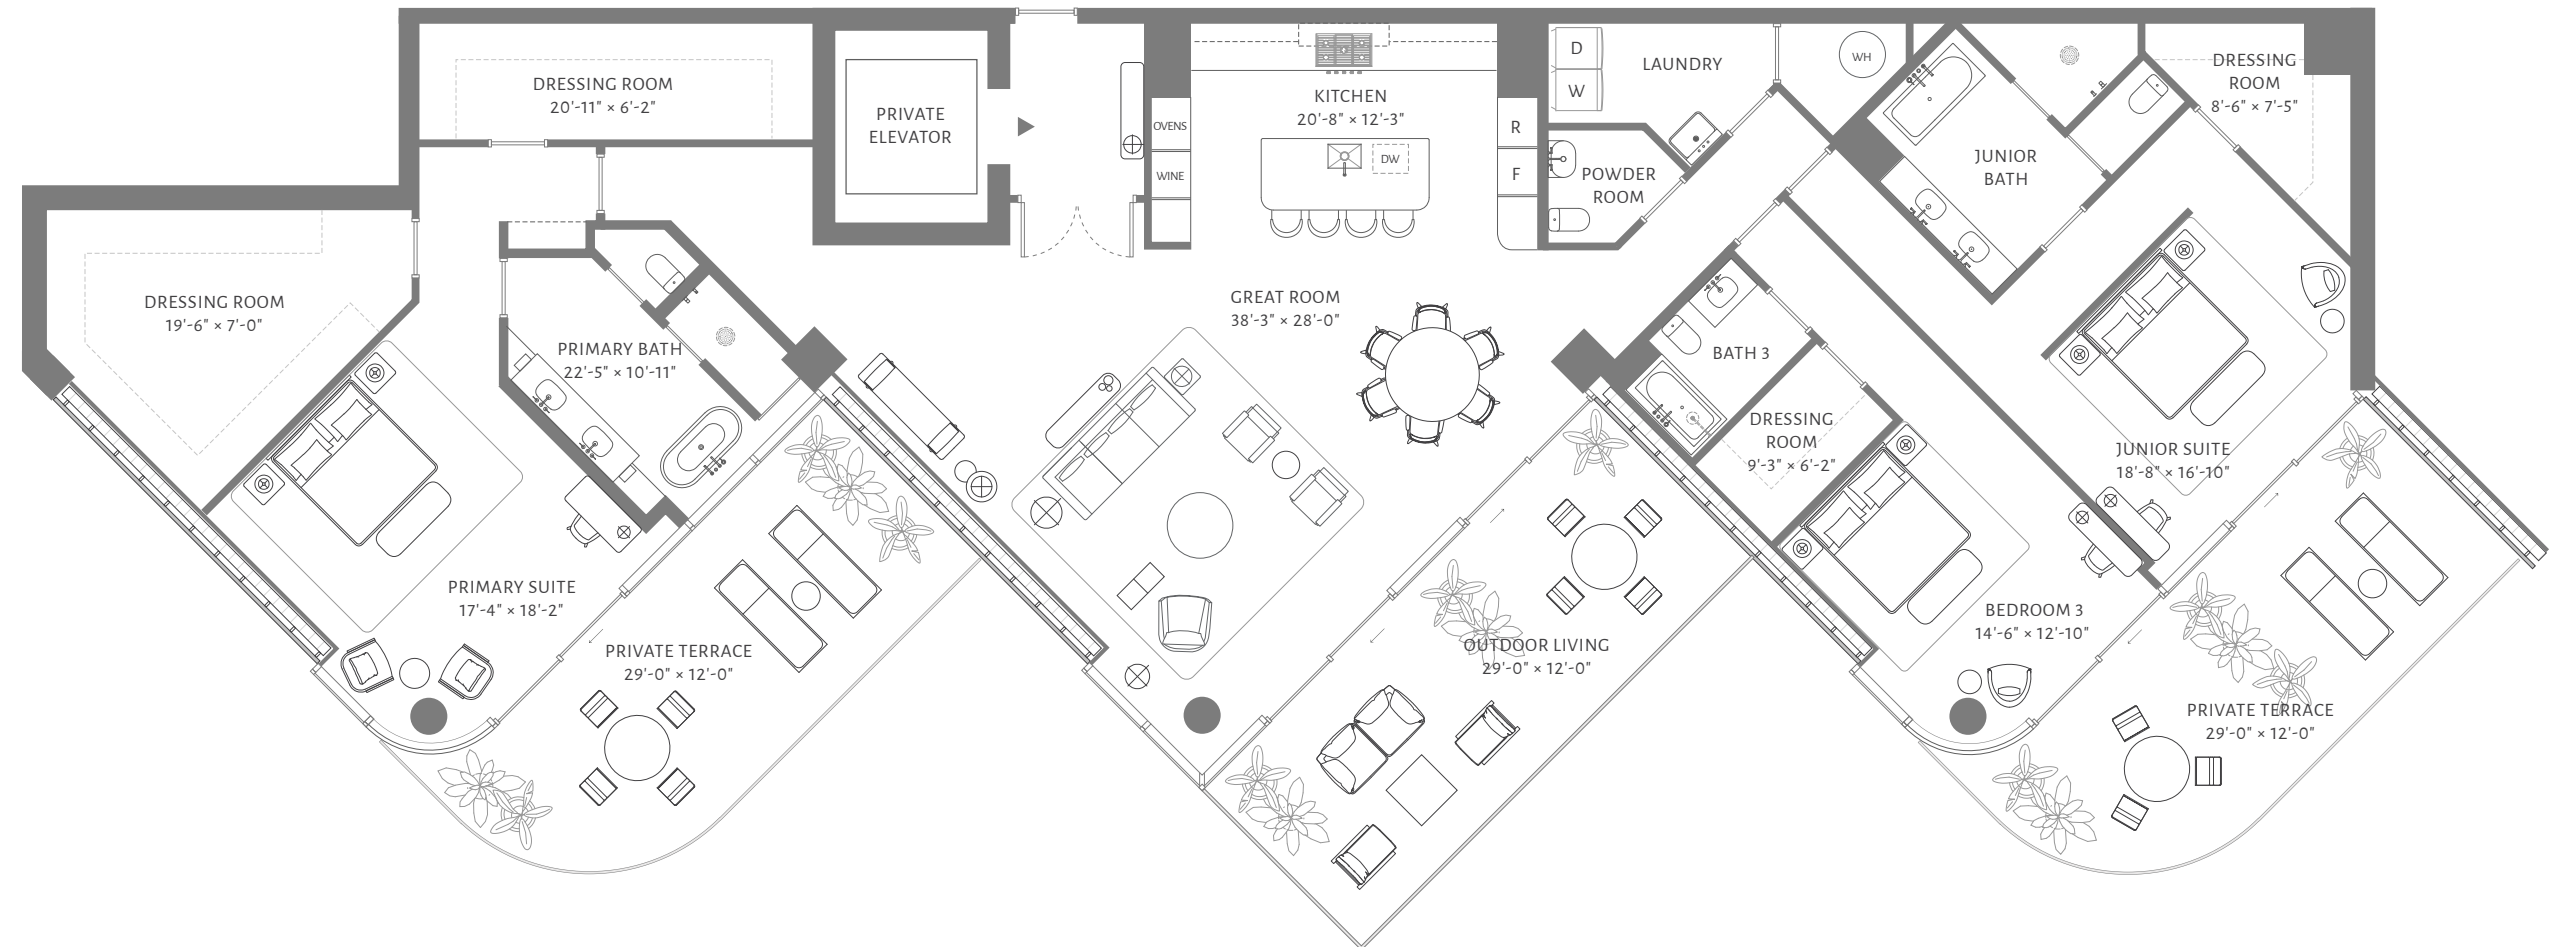 DRESSING ROOM
20'-11" × 6'-2"
PRIVATE
ELEVATOR
OVENS
WINE
KITCHEN
20'-8" × 12'-3"
DW
R
F
D
W
LAUNDRY
WH
POWDER
ROOM
JUNIOR
BATH
DRESSING
ROOM
8'-6" × 7'-5"
DRESSING ROOM
19'-6" × 7'-0"
PRIMARY BATH
22'-5" × 10'-11"
GREAT ROOM
38'-3" × 28'-0"
BATH 3
DRESSING
ROOM
9'-3" × 6'-2"
JUNIOR SUITE
18'-8" × 16'-10"
PRIMARY SUITE
17'-4" × 18'-2"
PRIVATE TERRACE
29'-0" × 12'-0"
OUTDOOR LIVING
29'-0" × 12'-0"
BEDROOM 3
14'-6" × 12'-10"
PRIVATE TERRACE
29'-0" × 12'-0"